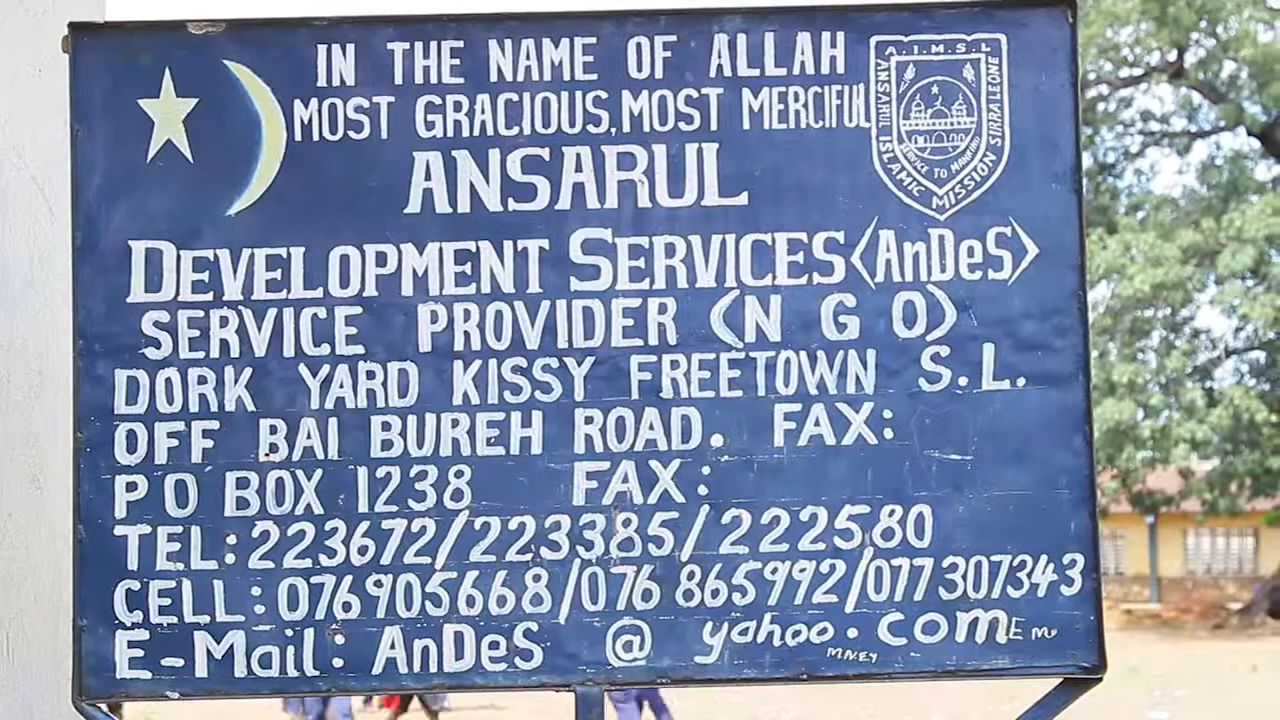 IN THE NAME OF ALLAH
MOST GRACIOUS, MOST MERCIFUL
A.I.M.S.L
ANSARUL ISLAMIC MISSION SIRRALEONE
SERVICE TO MANKIND
ANSARUL
DEVELOPMENT SERVICES <AnDeS>
SERVICE PROVIDER <N G O>
DORK YARD KISSY FREETOWN S.L.
OFF BAI BUREH ROAD. FAX:
P O BOX 1238 FAX:
TEL:223672/223385/222580
CELL:076905668/076 865992/077307343
E-Mail: AnDeS @ yahoo.com